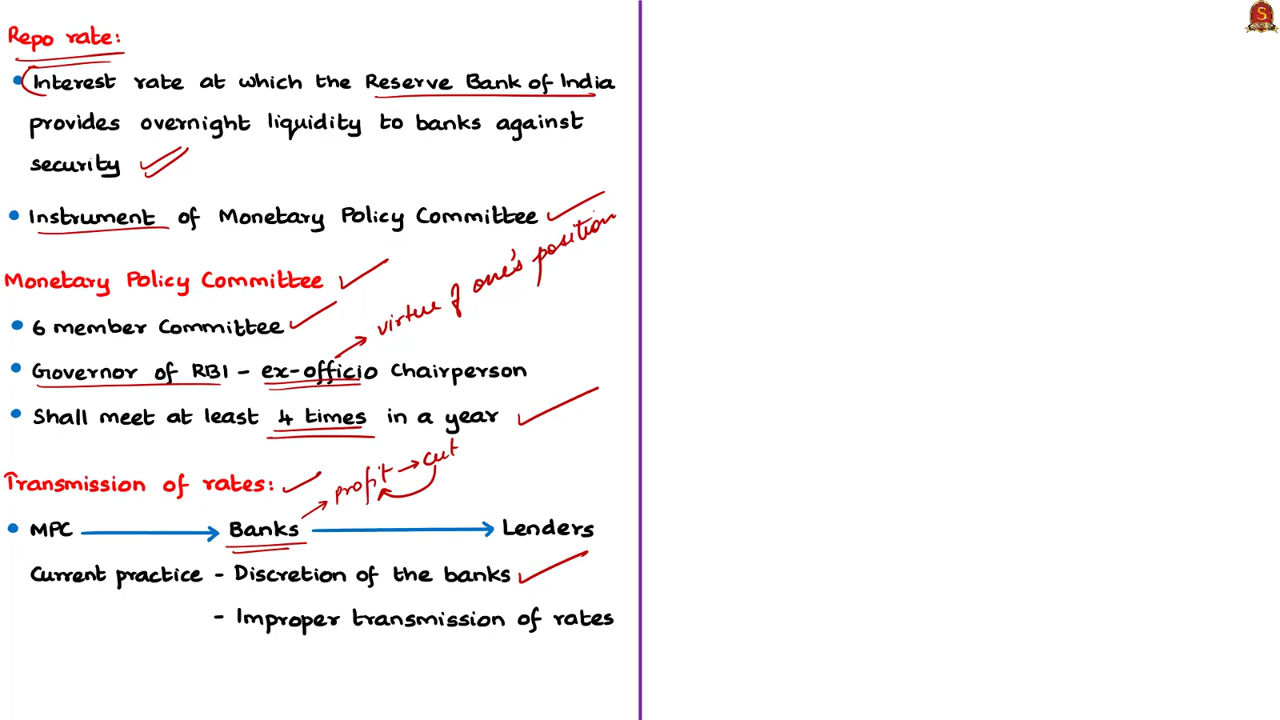 Repo rate:
• Interest rate at which the Reserve Bank of India
provides overnight liquidity to banks against
security
• Instrument of Monetary Policy Committee
Monetary Policy Committee
• 6 member Committee
virtue of one's position
• Governor of RBI - ex-officio Chairperson
• Shall meet at least 4 times in a year
Transmission of rates:
profit → cut
• MPC → Banks → Lenders
Current practice - Discretion of the banks
- Improper transmission of rates
S